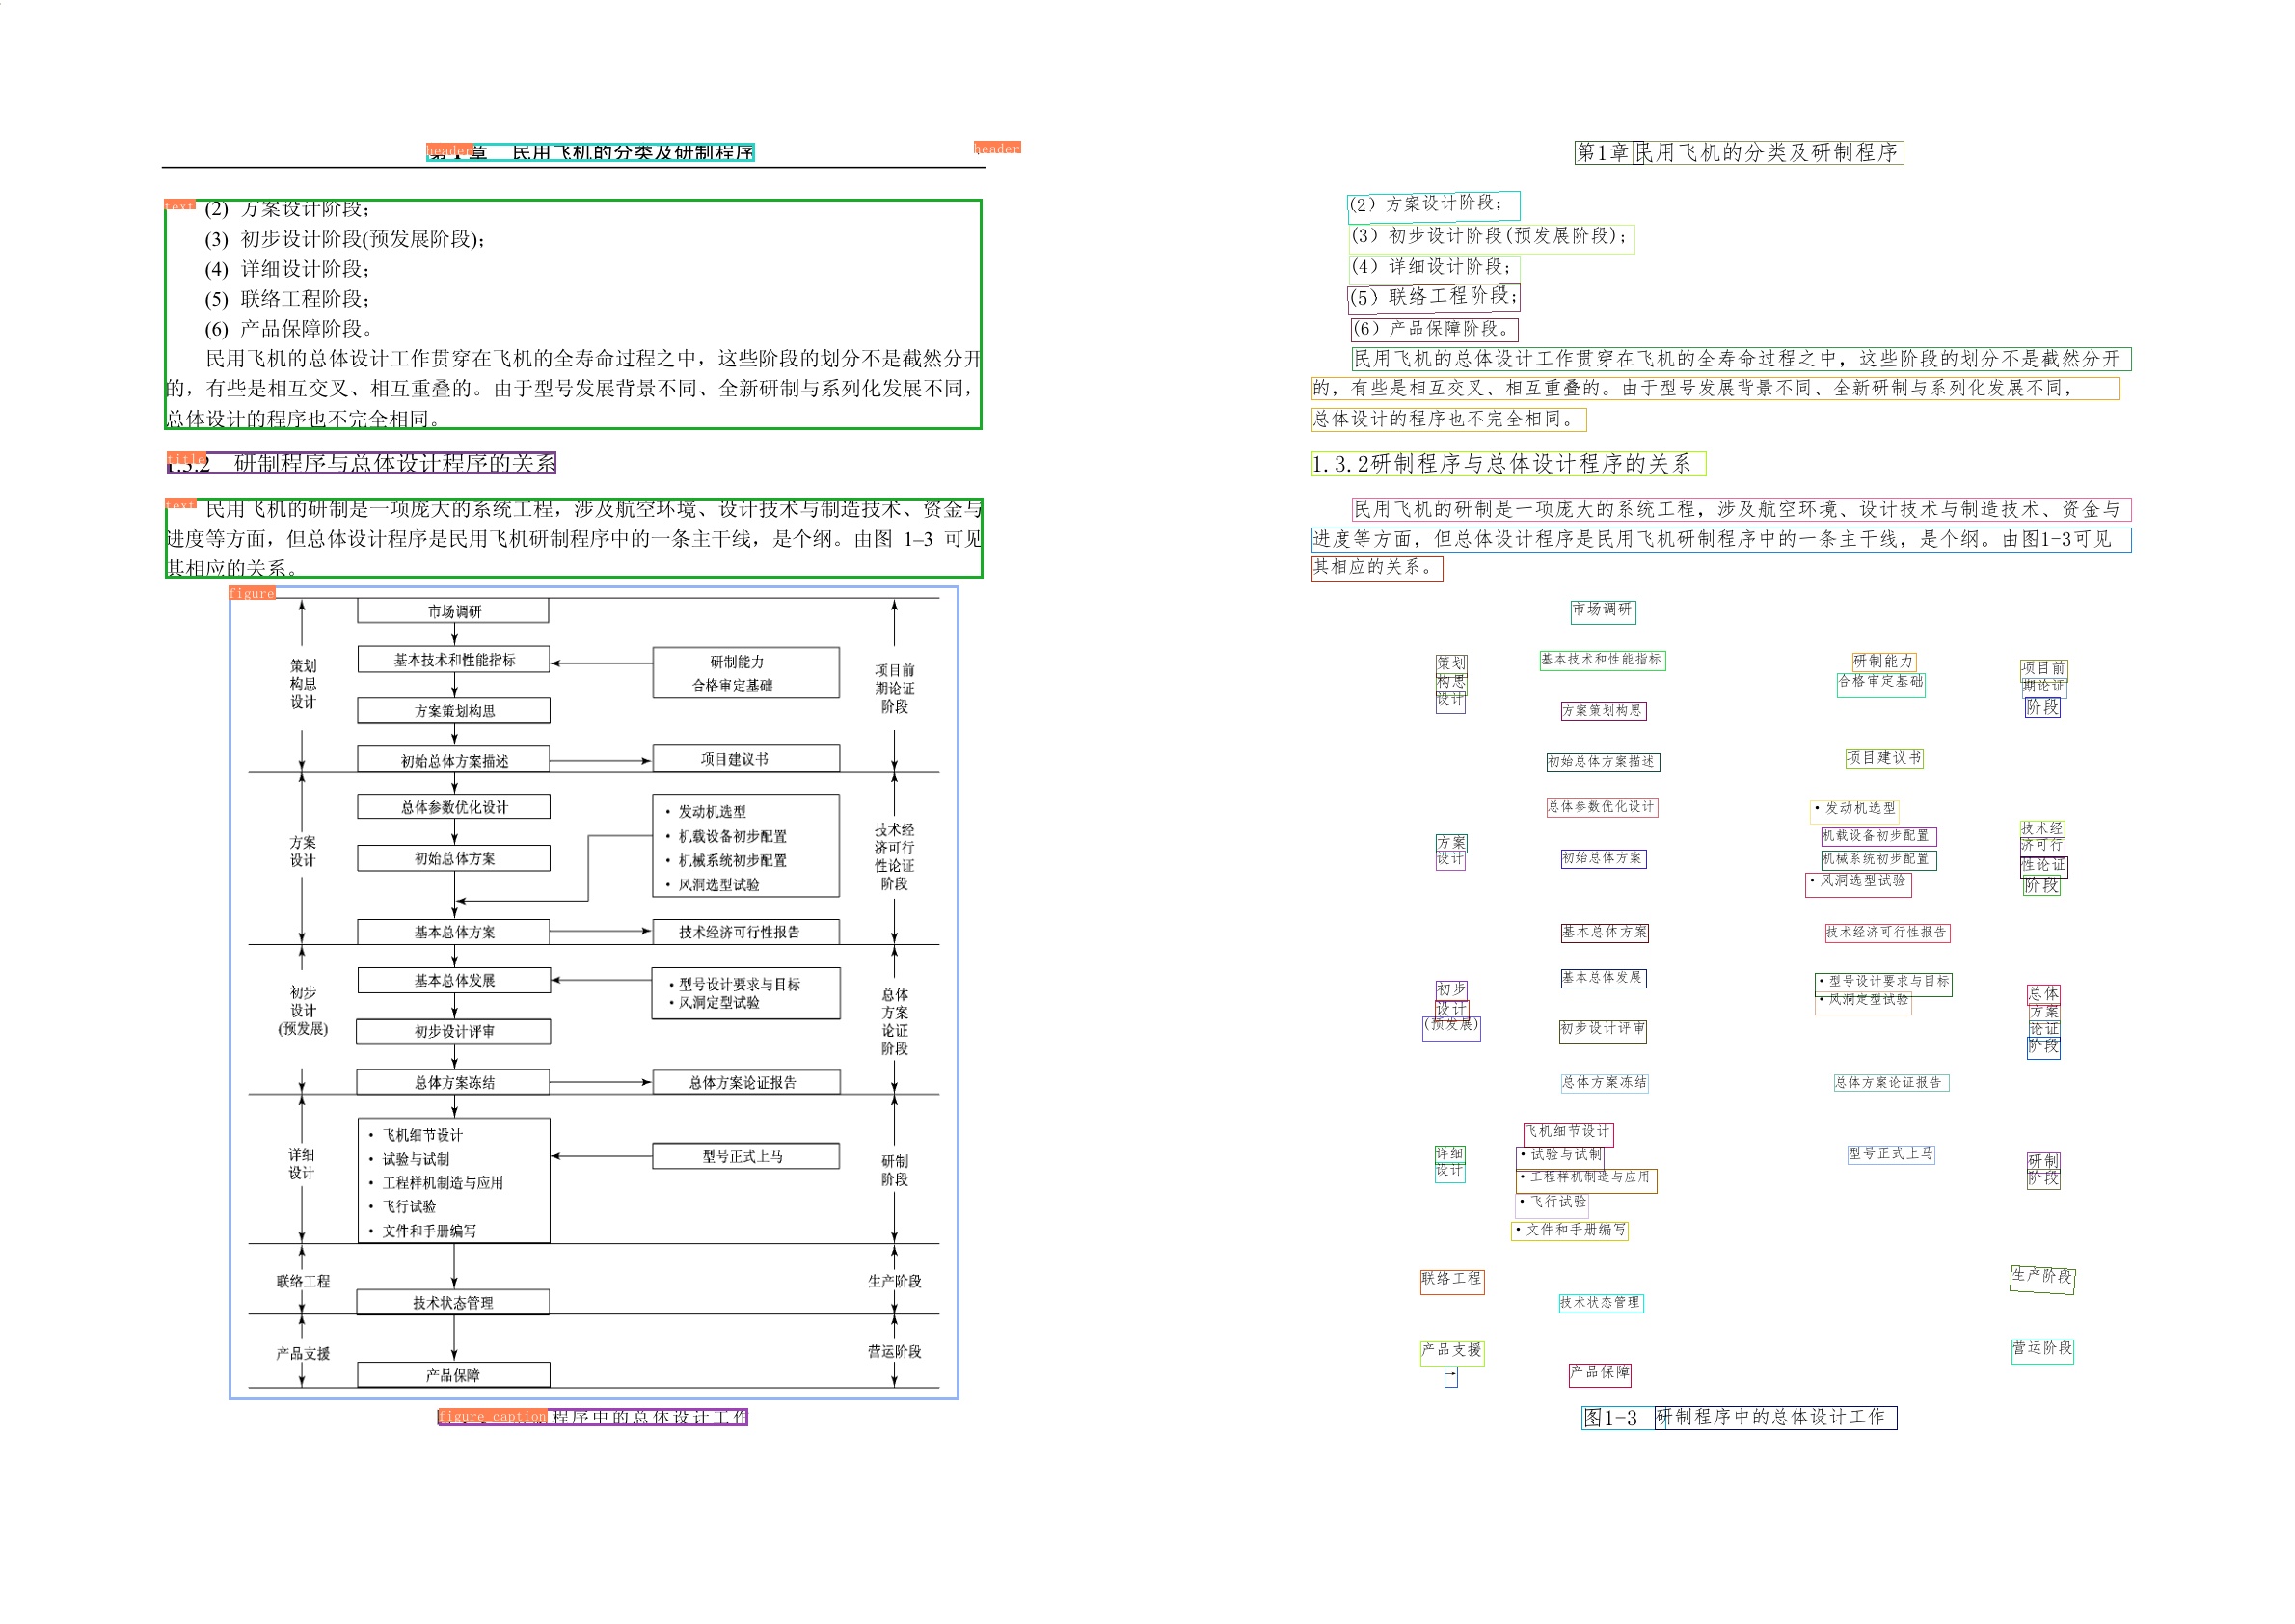 header
章 民用飞机的分类及研制程序
header
text
(2) 方案设计阶段;
(3) 初步设计阶段(预发展阶段);
(4) 详细设计阶段;
(5) 联络工程阶段;
(6) 产品保障阶段。
民用飞机的总体设计工作贯穿在飞机的全寿命过程之中，这些阶段的划分不是截然分开
的，有些是相互交叉、相互重叠的。由于型号发展背景不同、全新研制与系列化发展不同，
总体设计的程序也不完全相同。
title
1.3.2 研制程序与总体设计程序的关系
text
民用飞机的研制是一项庞大的系统工程，涉及航空环境、设计技术与制造技术、资金与
进度等方面，但总体设计程序是民用飞机研制程序中的一条主干线，是个纲。由图 1–3 可见
其相应的关系。
figure
市场调研
策划
构思
设计
基本技术和性能指标
研制能力
合格审定基础
项目前
期论证
阶段
方案策划构思
初始总体方案描述
项目建议书
方案
设计
总体参数优化设计
初始总体方案
• 发动机选型
• 机载设备初步配置
• 机械系统初步配置
• 风洞选型试验
技术经
济可行
性论证
阶段
基本总体方案
技术经济可行性报告
初步
设计
(预发展)
基本总体发展
• 型号设计要求与目标
• 风洞定型试验
总体
方案
论证
阶段
初步设计评审
总体方案冻结
总体方案论证报告
详细
设计
• 飞机细节设计
• 试验与试制
• 工程样机制造与应用
• 飞行试验
• 文件和手册编写
型号正式上马
研制
阶段
联络工程
技术状态管理
生产阶段
产品支援
产品保障
营运阶段
figure_caption
程序中的总体设计工作
第1章 民用飞机的分类及研制程序
(2) 方案设计阶段;
(3) 初步设计阶段(预发展阶段);
(4) 详细设计阶段;
(5) 联络工程阶段;
(6) 产品保障阶段。
民用飞机的总体设计工作贯穿在飞机的全寿命过程之中，这些阶段的划分不是截然分开
的，有些是相互交叉、相互重叠的。由于型号发展背景不同、全新研制与系列化发展不同，
总体设计的程序也不完全相同。
1.3.2研制程序与总体设计程序的关系
民用飞机的研制是一项庞大的系统工程，涉及航空环境、设计技术与制造技术、资金与
进度等方面，但总体设计程序是民用飞机研制程序中的一条主干线，是个纲。由图1-3可见
其相应的关系。
市场调研
策划
构思
设计
基本技术和性能指标
研制能力
合格审定基础
项目前
期论证
阶段
方案策划构思
初始总体方案描述
项目建议书
方案
设计
总体参数优化设计
初始总体方案
•发动机选型
机载设备初步配置
机械系统初步配置
•风洞选型试验
技术经
济可行
性论证
阶段
基本总体方案
技术经济可行性报告
初步
设计
(预发展)
基本总体发展
•型号设计要求与目标
•风洞定型试验
总体
方案
论证
阶段
初步设计评审
总体方案冻结
总体方案论证报告
详细
设计
飞机细节设计
•试验与试制
•工程样机制造与应用
•飞行试验
•文件和手册编写
型号正式上马
研制
阶段
联络工程
技术状态管理
生产阶段
产品支援
→
产品保障
营运阶段
图1-3 研制程序中的总体设计工作